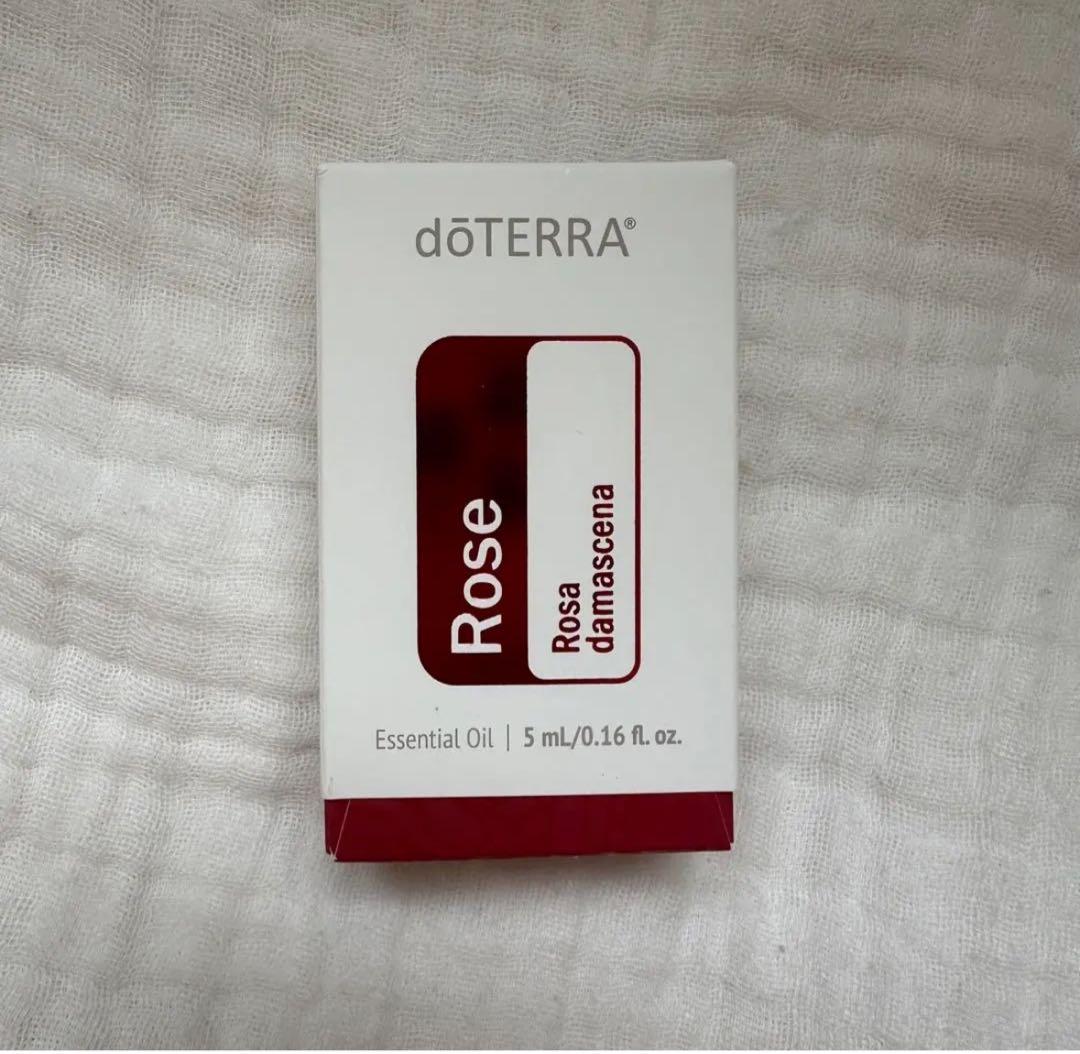 dōTERRA®
Rose
Rosa
damascena
Essential Oil | 5 mL/0.16 fl. oz.